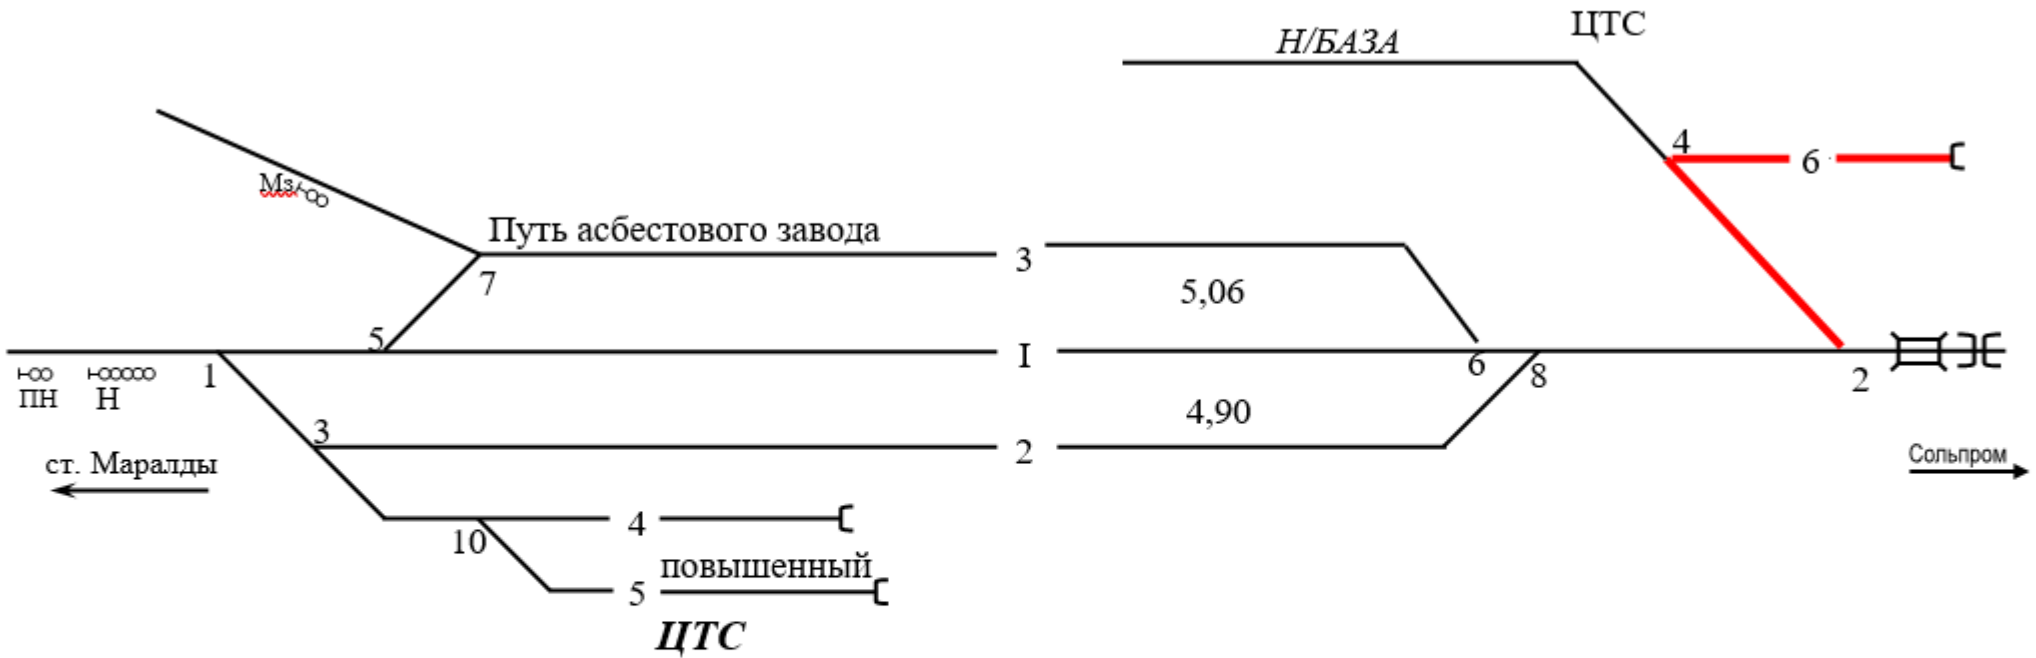 ЦТС
Н/БАЗА
4
6
Мз
Путь асбестового завода
3
7
5,06
5
I
1
6
8
2
ПН
Н
4,90
3
2
ст. Маралды
Сольпром
4
10
повышенный
5
ЦТС